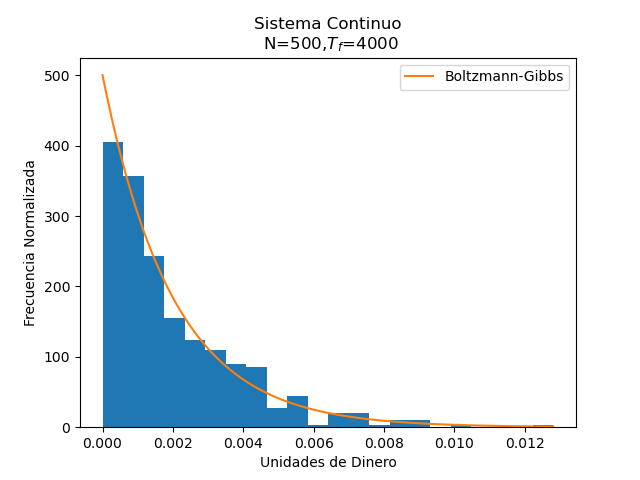 Sistema Continuo
N=500,$T_f$=4000
Boltzmann-Gibbs
500
400
300
200
100
0
Frecuencia Normalizada
0.000 0.002 0.004 0.006 0.008 0.010 0.012
Unidades de Dinero